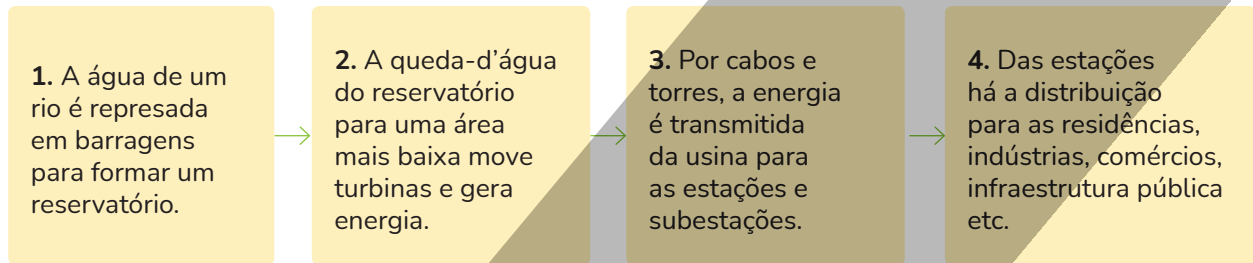 1. A água de um
rio é represada
em barragens
para formar um
reservatório.
2. A queda-d’água
do reservatório
para uma área
mais baixa move
turbinas e gera
energia.
3. Por cabos e
torres, a energia
é transmitida
da usina para
as estações e
subestações.
4. Das estações
há a distribuição
para as residências,
indústrias, comércios,
infraestrutura pública
etc.